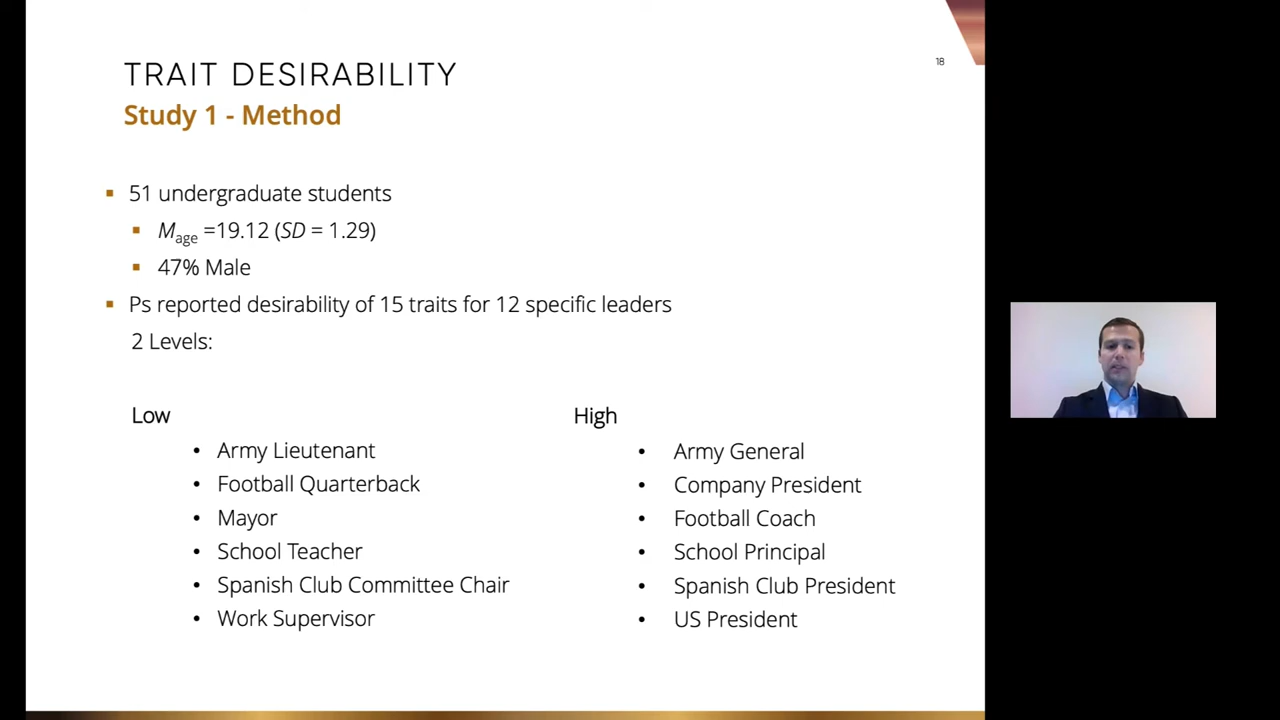 18
TRAIT DESIRABILITY
Study 1 - Method
▪ 51 undergraduate students
▪ Mage =19.12 (SD = 1.29)
▪ 47% Male
▪ Ps reported desirability of 15 traits for 12 specific leaders
2 Levels:
Low
• Army Lieutenant
• Football Quarterback
• Mayor
• School Teacher
• Spanish Club Committee Chair
• Work Supervisor
High
• Army General
• Company President
• Football Coach
• School Principal
• Spanish Club President
• US President